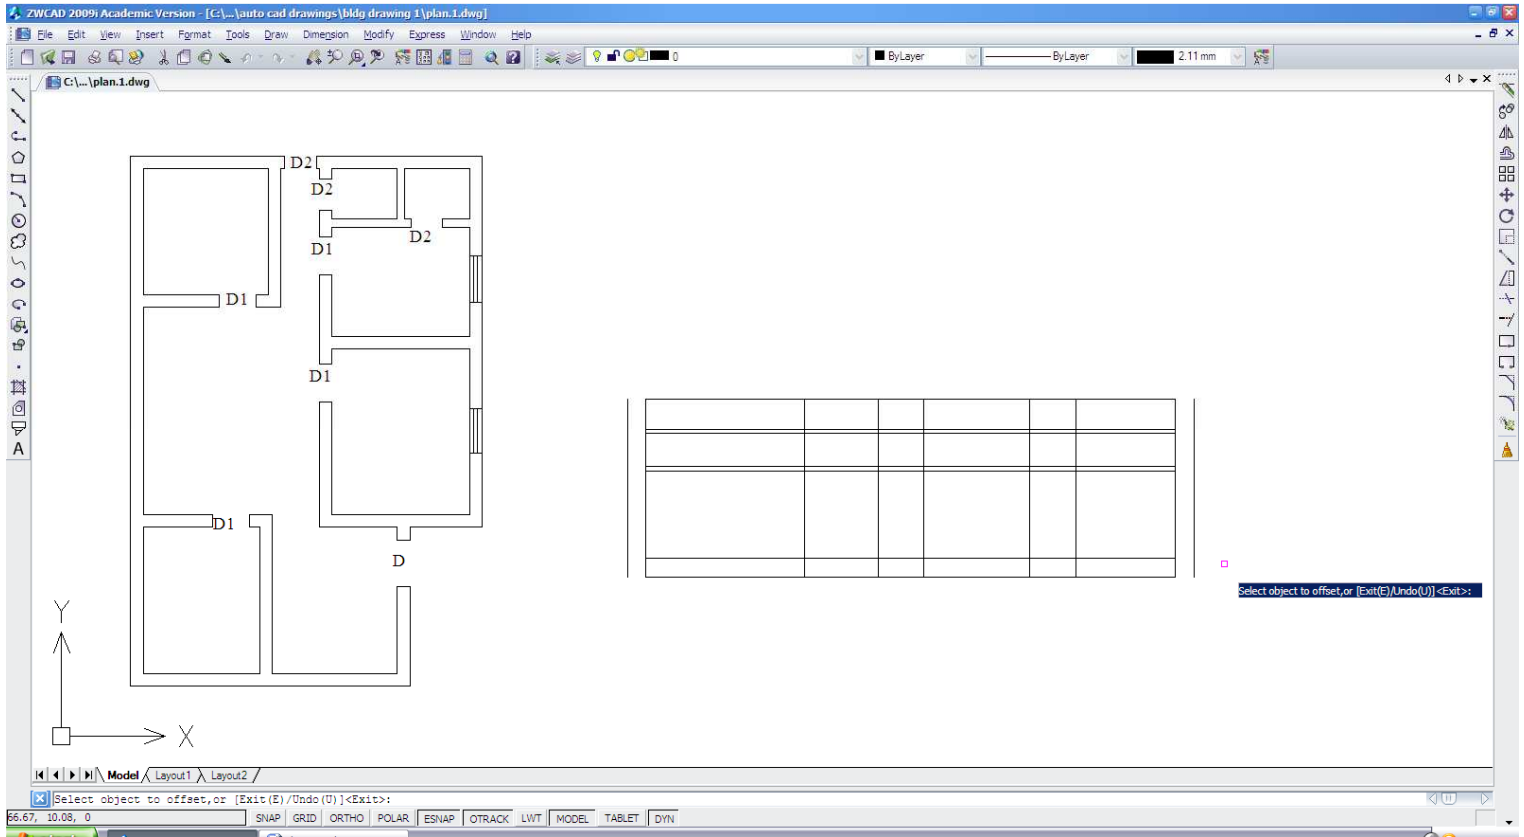 ZWCAD 2009i Academic Version - [C:\...\auto cad drawings\bldg drawing 1\plan.1.dwg]
File Edit View Insert Format Tools Draw Dimension Modify Express Window Help
0 ByLayer ByLayer 2.11 mm
C:\...\plan.1.dwg
D2
D2
D2
D1
D1
D1
D1
D
Select object to offset,or [Exit(E)/Undo(U)]<Exit>:
Y
X
A
Model Layout1 Layout2
Select object to offset,or [Exit(E)/Undo(U)]<Exit>:
66.67, 10.08, 0 SNAP GRID ORTHO POLAR ESNAP OTRACK LWT MODEL TABLET DYN